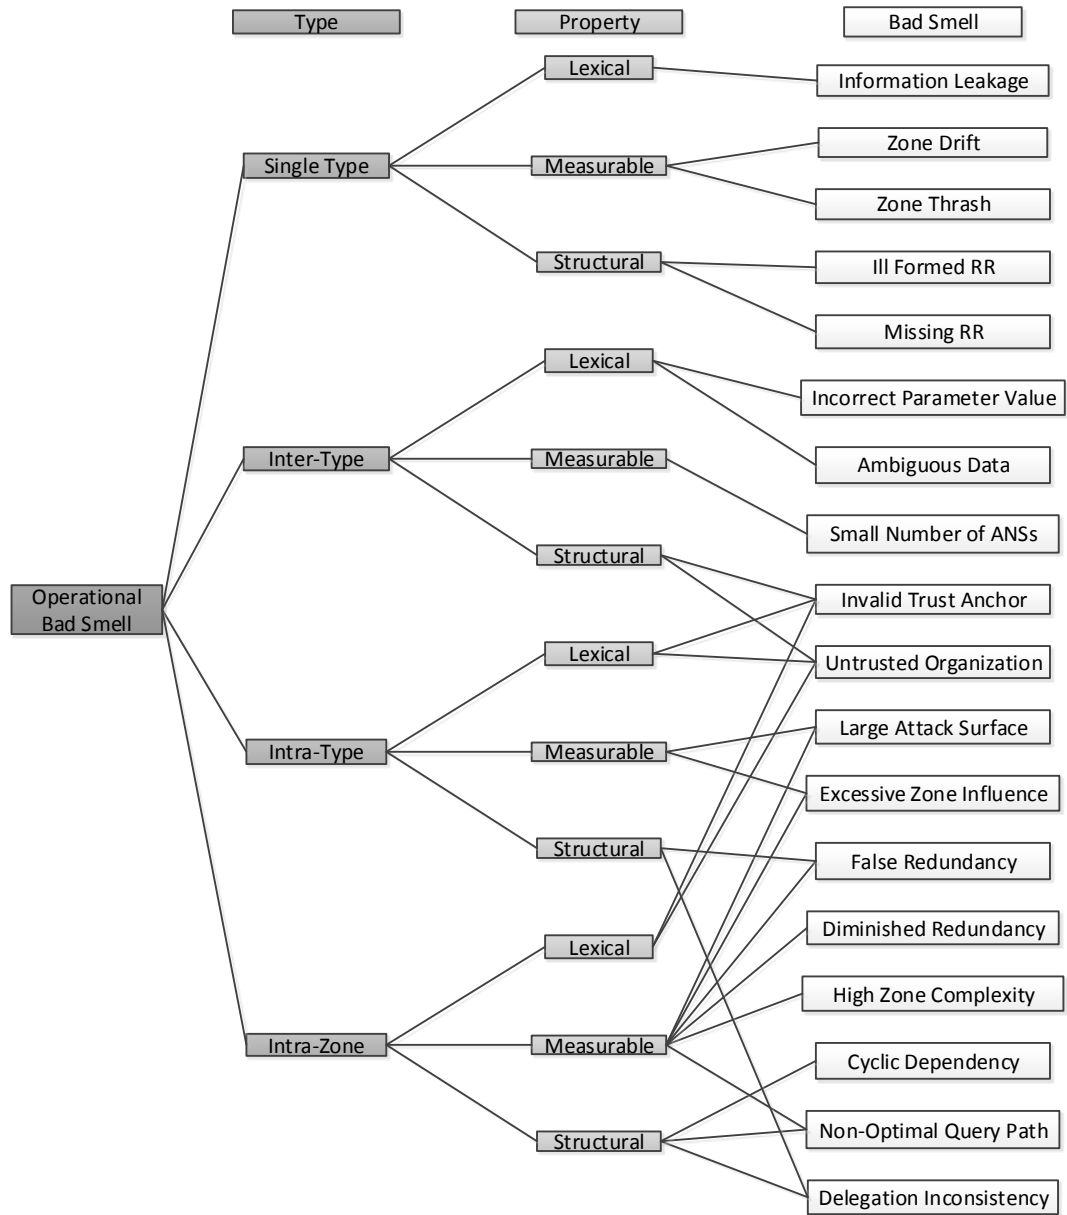 Type
Property
Bad Smell
Lexical
Information Leakage
Zone Drift
Single Type
Measurable
Zone Thrash
Structural
Ill Formed RR
Missing RR
Lexical
Incorrect Parameter Value
Inter-Type
Measurable
Ambiguous Data
Small Number of ANSs
Structural
Operational
Bad Smell
Invalid Trust Anchor
Lexical
Untrusted Organization
Large Attack Surface
Intra-Type
Measurable
Excessive Zone Influence
Structural
False Redundancy
Diminished Redundancy
Lexical
High Zone Complexity
Intra-Zone
Measurable
Cyclic Dependency
Structural
Non-Optimal Query Path
Delegation Inconsistency